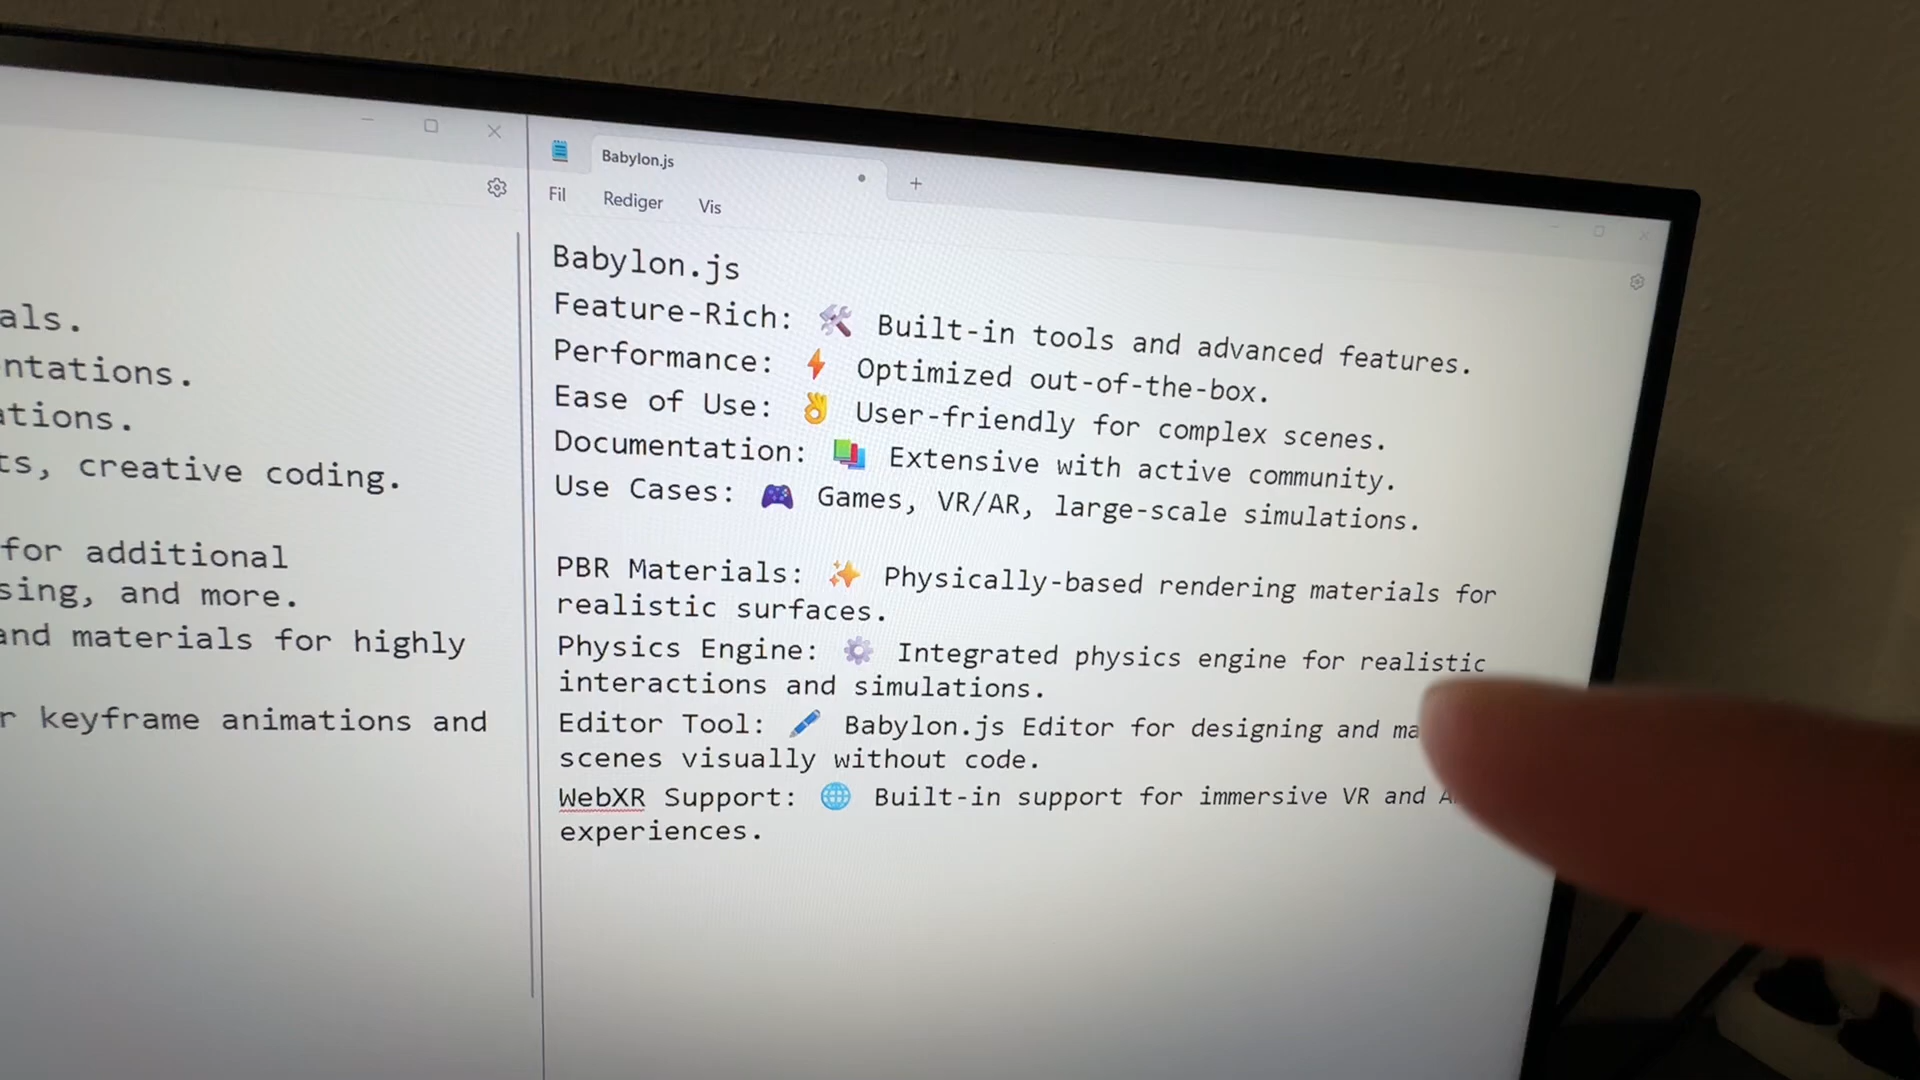 als.
ntations.
ations.
ts, creative coding.
for additional
sing, and more.
and materials for highly
r keyframe animations and
Babylon.js
Fil Rediger Vis
Babylon.js
Feature-Rich: 🛠 Built-in tools and advanced features.
Performance: ⚡ Optimized out-of-the-box.
Ease of Use: 👌 User-friendly for complex scenes.
Documentation: 📚 Extensive with active community.
Use Cases: 🎮 Games, VR/AR, large-scale simulations.
PBR Materials: ✨ Physically-based rendering materials for
realistic surfaces.
Physics Engine: ⚙ Integrated physics engine for realistic
interactions and simulations.
Editor Tool: 🖊 Babylon.js Editor for designing and ma
scenes visually without code.
WebXR Support: 🌐 Built-in support for immersive VR and
experiences.